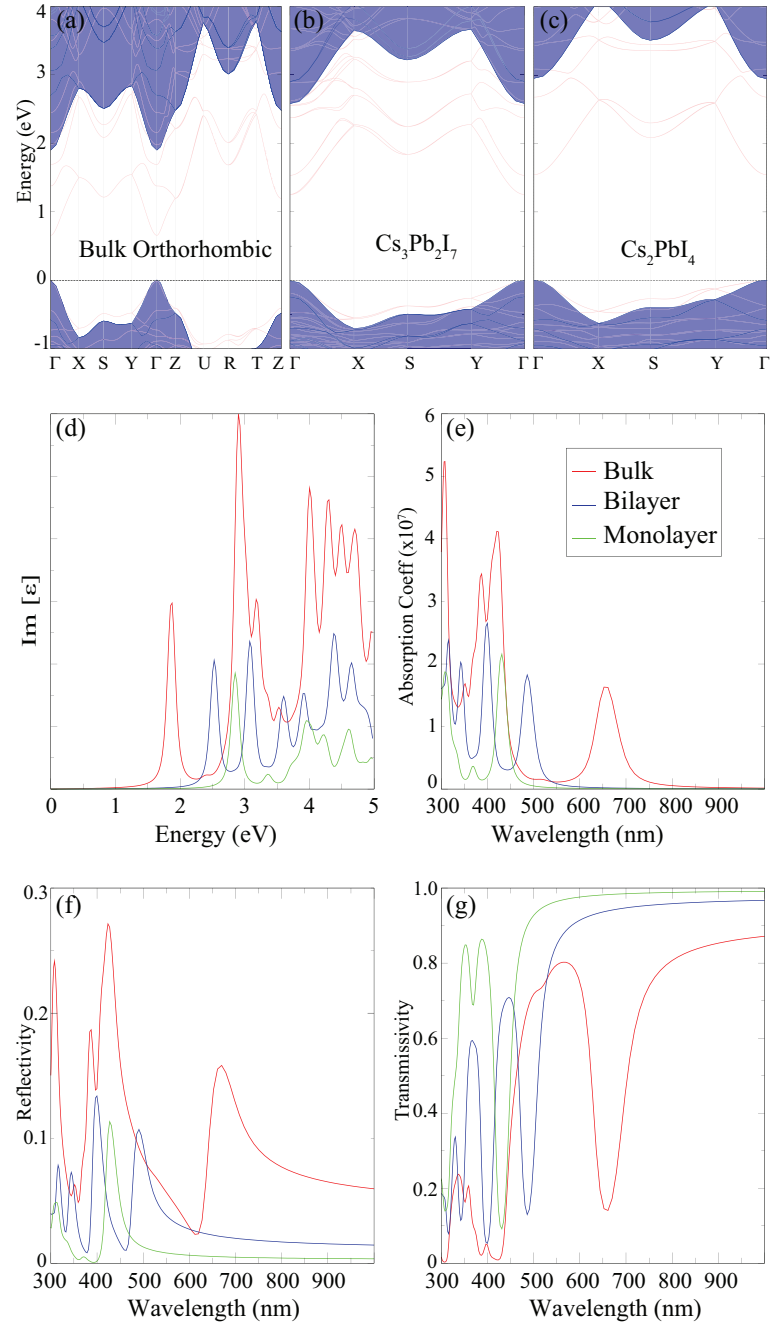 (a)
(b)
(c)
4
3
2
1
0
-1
Energy (eV)
Bulk Orthorhombic
Cs₃Pb₂I₇
Cs₂PbI₄
Γ X S Y Γ Z U R T Z
Γ X S Y Γ
Γ X S Y Γ
(d)
Im [ε]
0 1 2 3 4 5
Energy (eV)
(e)
Absorption Coeff (x10⁷)
6
5
4
3
2
1
0
Bulk
Bilayer
Monolayer
300 400 500 600 700 800 900
Wavelength (nm)
(f)
Reflectivity
0.3
0.2
0.1
0
300 400 500 600 700 800 900
Wavelength (nm)
(g)
Transmissivity
1.0
0.8
0.6
0.4
0.2
0.0
300 400 500 600 700 800 900
Wavelength (nm)